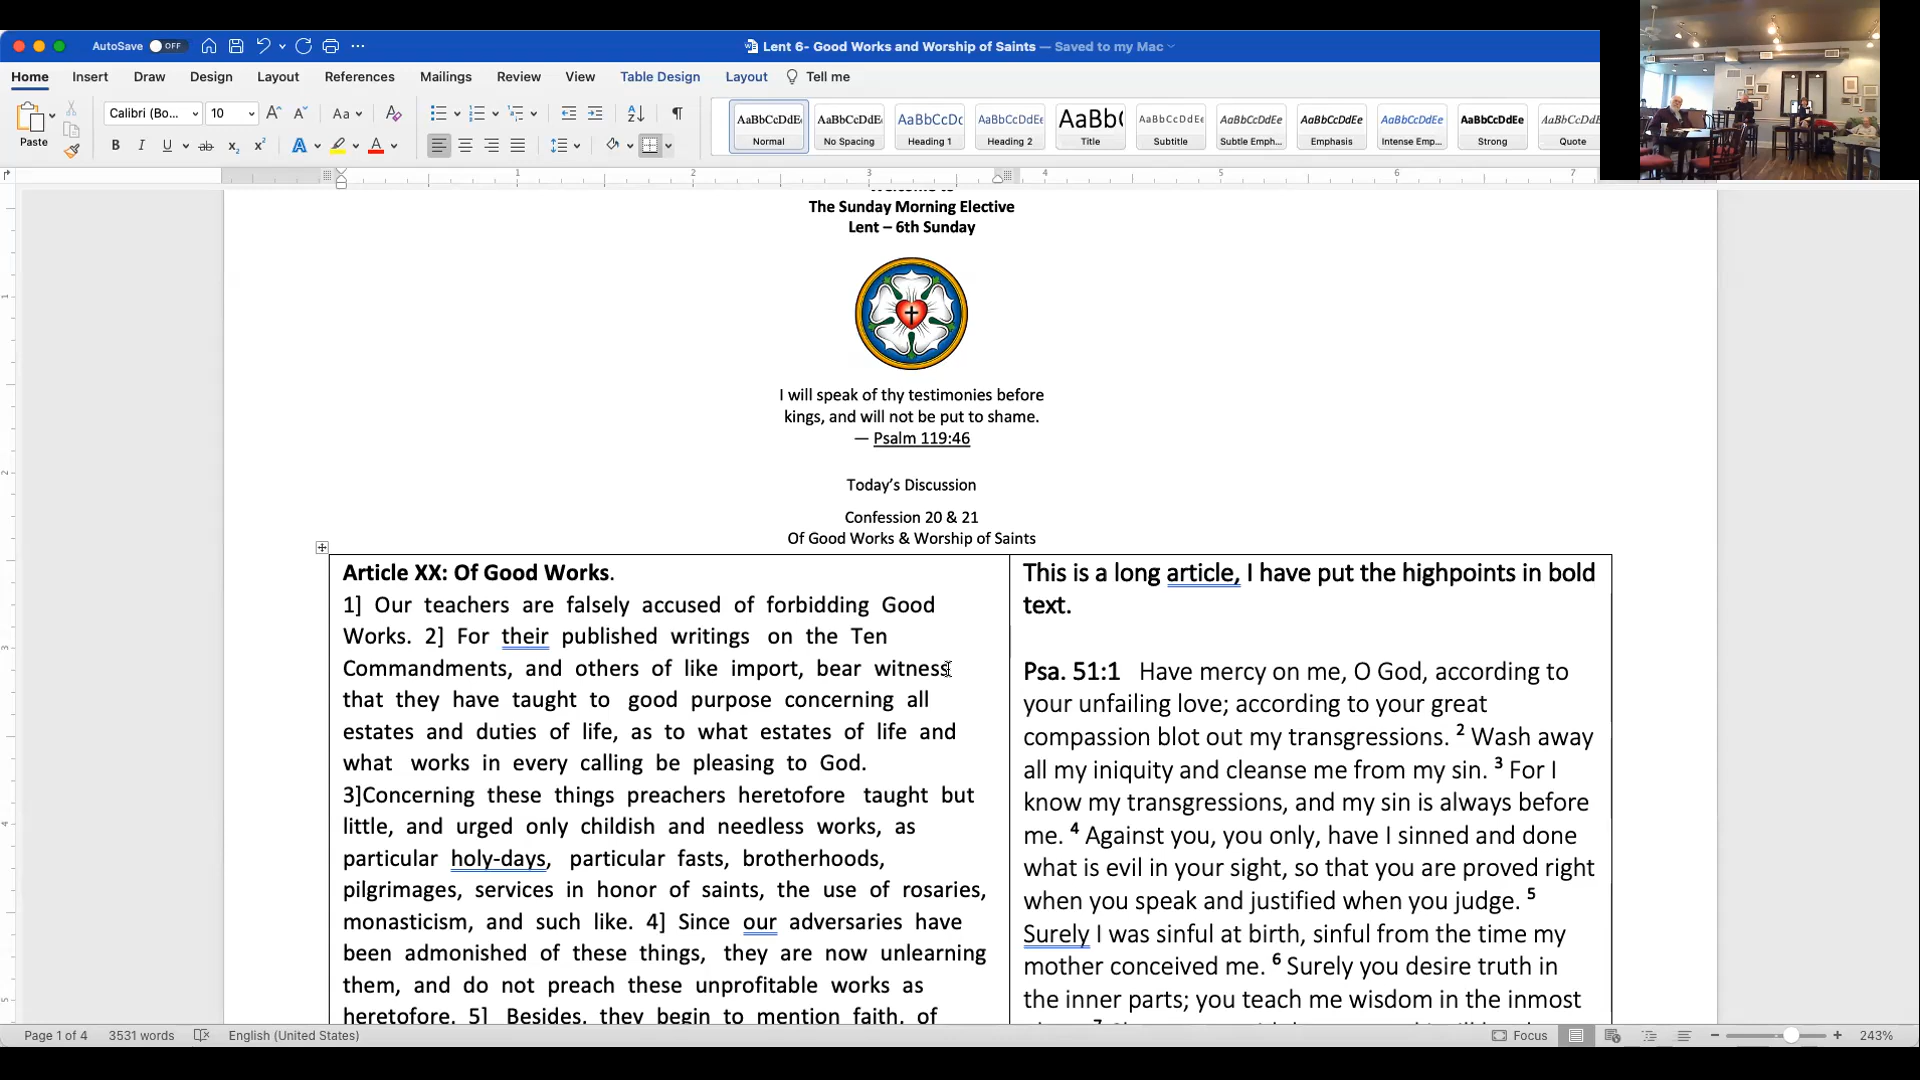 AutoSave OFF
Lent 6- Good Works and Worship of Saints — Saved to my Mac
Home Insert Draw Design Layout References Mailings Review View Table Design Layout Tell me
Paste
Calibri (Bo... 10
AaBbCcDdE Normal
AaBbCcDdE No Spacing
AaBbCcDc Heading 1
AaBbCcDdE Heading 2
AaBb( Title
AaBbCcDdE Subtitle
AaBbCcDdEe Subtle Emph...
AaBbCcDdEe Emphasis
AaBbCcDdEe Intense Emp...
AaBbCcDdEe Strong
AaBbCcDdEe Quote
1 2 3 4 5 6 7
Welcome to
The Sunday Morning Elective
Lent – 6th Sunday
I will speak of thy testimonies before
kings, and will not be put to shame.
— Psalm 119:46
Today’s Discussion
Confession 20 & 21
Of Good Works & Worship of Saints
Article XX: Of Good Works.
1] Our teachers are falsely accused of forbidding Good
Works. 2] For their published writings on the Ten
Commandments, and others of like import, bear witness
that they have taught to good purpose concerning all
estates and duties of life, as to what estates of life and
what works in every calling be pleasing to God.
3]Concerning these things preachers heretofore taught but
little, and urged only childish and needless works, as
particular holy-days, particular fasts, brotherhoods,
pilgrimages, services in honor of saints, the use of rosaries,
monasticism, and such like. 4] Since our adversaries have
been admonished of these things, they are now unlearning
them, and do not preach these unprofitable works as
heretofore. 5] Besides, they begin to mention faith, of
This is a long article, I have put the highpoints in bold
text.
Psa. 51:1 Have mercy on me, O God, according to
your unfailing love; according to your great
compassion blot out my transgressions. 2 Wash away
all my iniquity and cleanse me from my sin. 3 For I
know my transgressions, and my sin is always before
me. 4 Against you, you only, have I sinned and done
what is evil in your sight, so that you are proved right
when you speak and justified when you judge. 5
Surely I was sinful at birth, sinful from the time my
mother conceived me. 6 Surely you desire truth in
the inner parts; you teach me wisdom in the inmost
Page 1 of 4 3531 words English (United States) Focus 243%